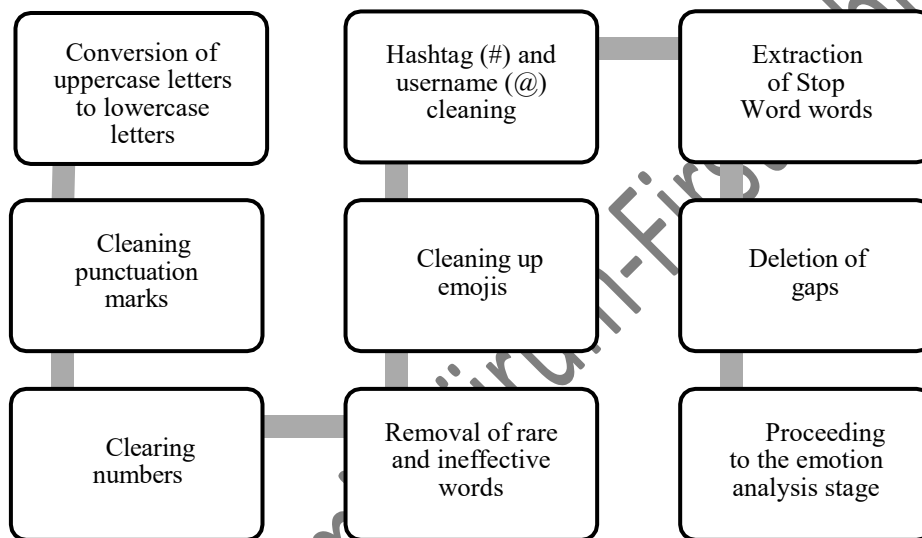 Conversion of
uppercase letters
to lowercase
letters
Cleaning
punctuation
marks
Clearing
numbers
Removal of rare
and ineffective
words
Cleaning up
emojis
Hashtag (#) and
username (@)
cleaning
Extraction
of Stop
Word words
Deletion of
gaps
Proceeding
to the emotion
analysis stage